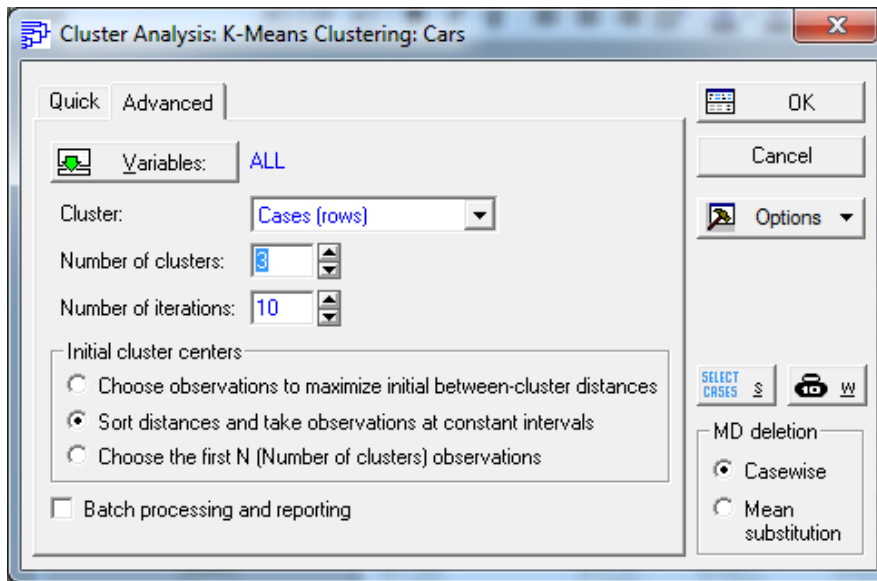 Cluster Analysis: K-Means Clustering: Cars
Quick
Advanced
OK
Variables:
ALL
Cancel
Cluster:
Cases (rows)
Options
Number of clusters:
3
Number of iterations:
10
Initial cluster centers
Choose observations to maximize initial between-cluster distances
Sort distances and take observations at constant intervals
Choose the first N (Number of clusters) observations
Batch processing and reporting
SELECT
CASES
S
W
MD deletion
Casewise
Mean
substitution